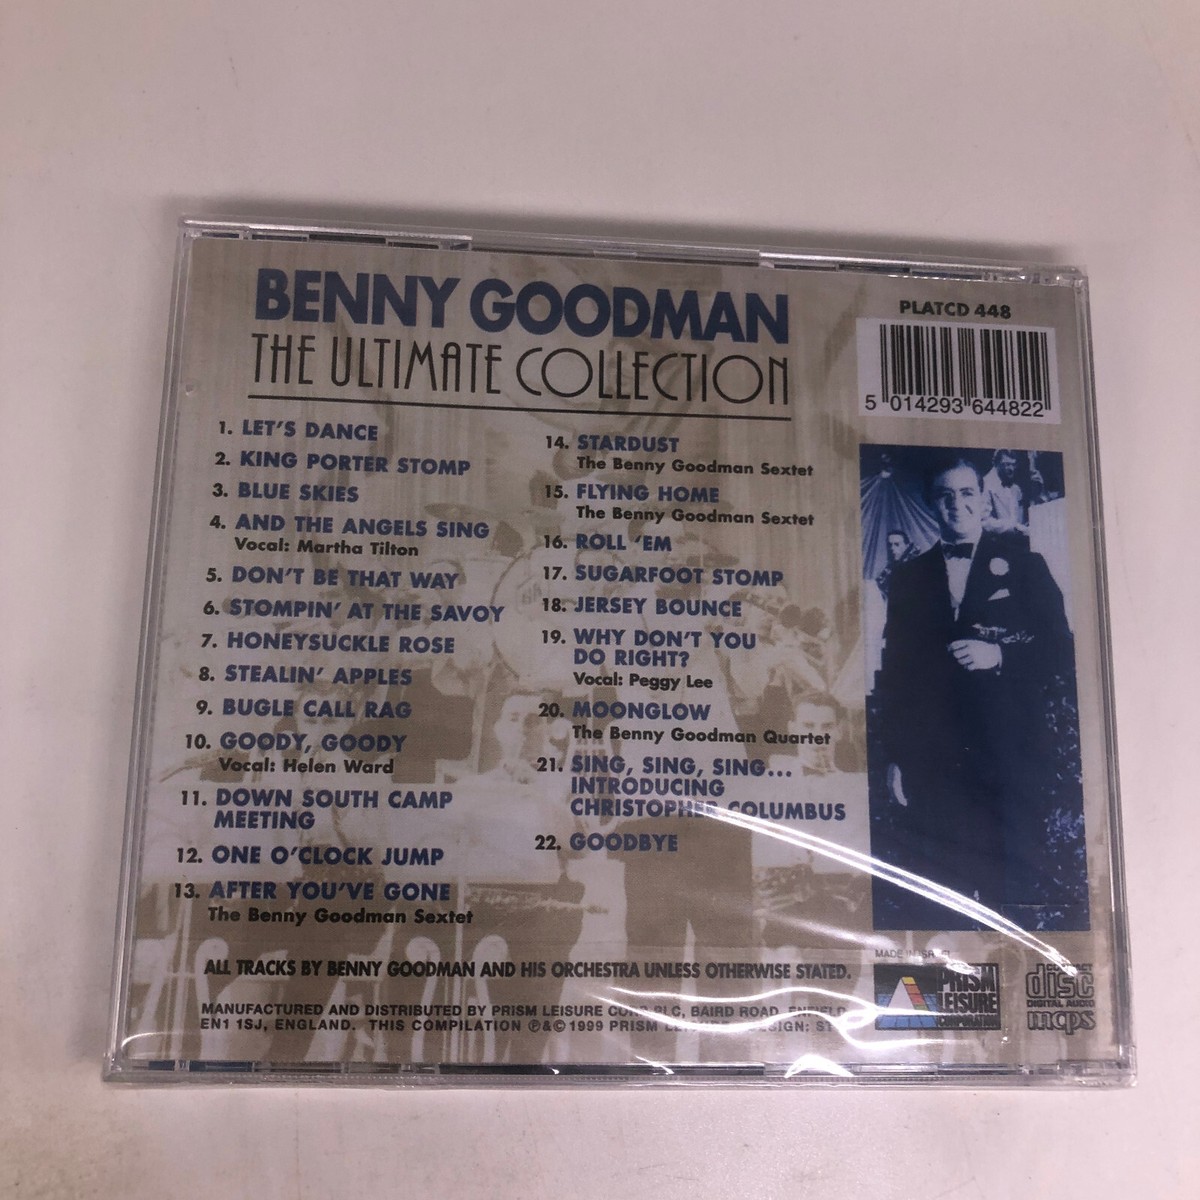 BENNY GOODMAN
THE ULTIMATE COLLECTION
1. LET'S DANCE
2. KING PORTER STOMP
3. BLUE SKIES
4. AND THE ANGELS SING
Vocal: Martha Tilton
5. DON'T BE THAT WAY
6. STOMPIN' AT THE SAVOY
7. HONEYSUCKLE ROSE
8. STEALIN' APPLES
9. BUGLE CALL RAG
10. GOODY, GOODY
Vocal: Helen Ward
11. DOWN SOUTH CAMP
MEETING
12. ONE O'CLOCK JUMP
13. AFTER YOU'VE GONE
The Benny Goodman Sextet
14. STARDUST
The Benny Goodman Sextet
15. FLYING HOME
The Benny Goodman Sextet
16. ROLL 'EM
17. SUGARFOOT STOMP
18. JERSEY BOUNCE
19. WHY DON'T YOU
DO RIGHT?
Vocal: Peggy Lee
20. MOONGLOW
The Benny Goodman Quartet
21. SING, SING, SING...
INTRODUCING
CHRISTOPHER COLUMBUS
22. GOODBYE
ALL TRACKS BY BENNY GOODMAN AND HIS ORCHESTRA UNLESS OTHERWISE STATED.
MANUFACTURED AND DISTRIBUTED BY PRISM LEISURE CORP PLC, BAIRD ROAD, ENFIELD
EN1 1SJ, ENGLAND. THIS COMPILATION ℗&© 1999 PRISM LEISURE DESIGN:
PLATCD 448
5 014293 644822
MADE IN ISRAEL
PRISM
LEISURE
CORPORATION
COMPACT
disc
DIGITAL AUDIO
mcps